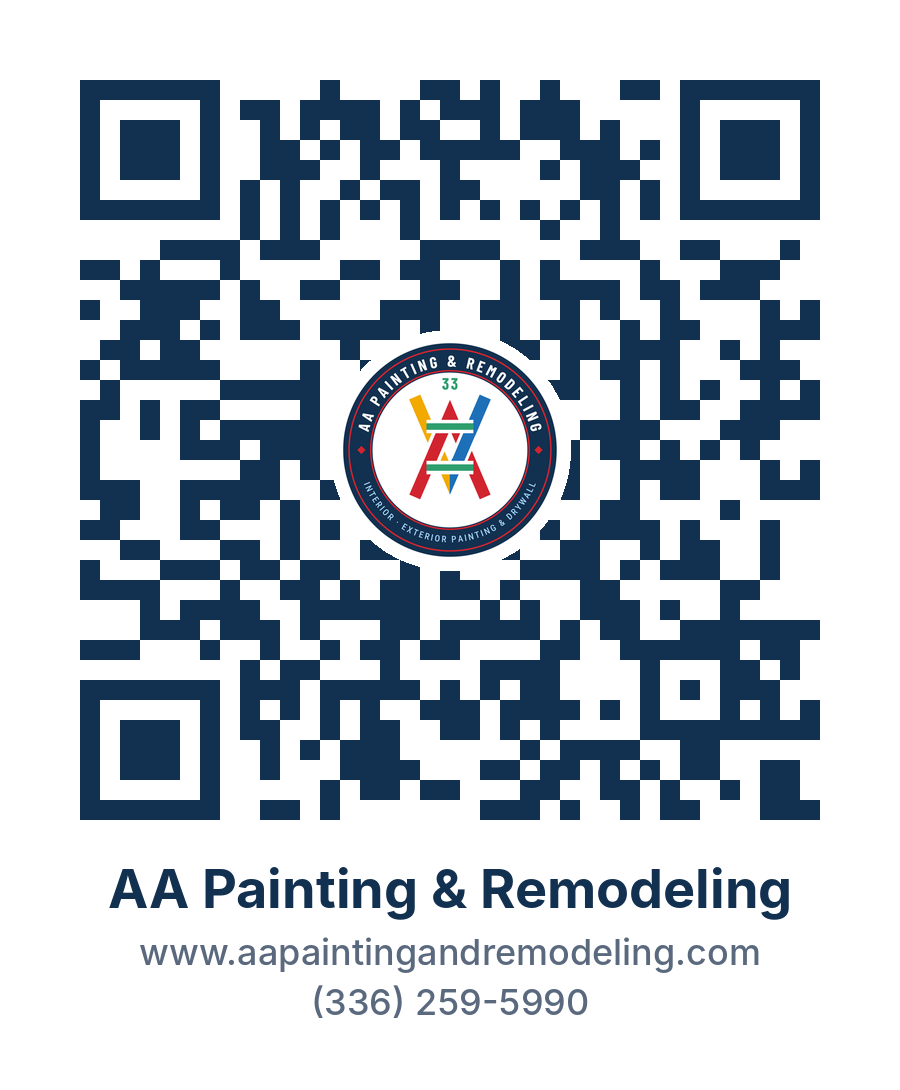 AA PAINTING & REMODELING
33
INTERIOR · EXTERIOR PAINTING & DRYWALL
AA Painting & Remodeling
www.aapaintingandremodeling.com
(336) 259-5990